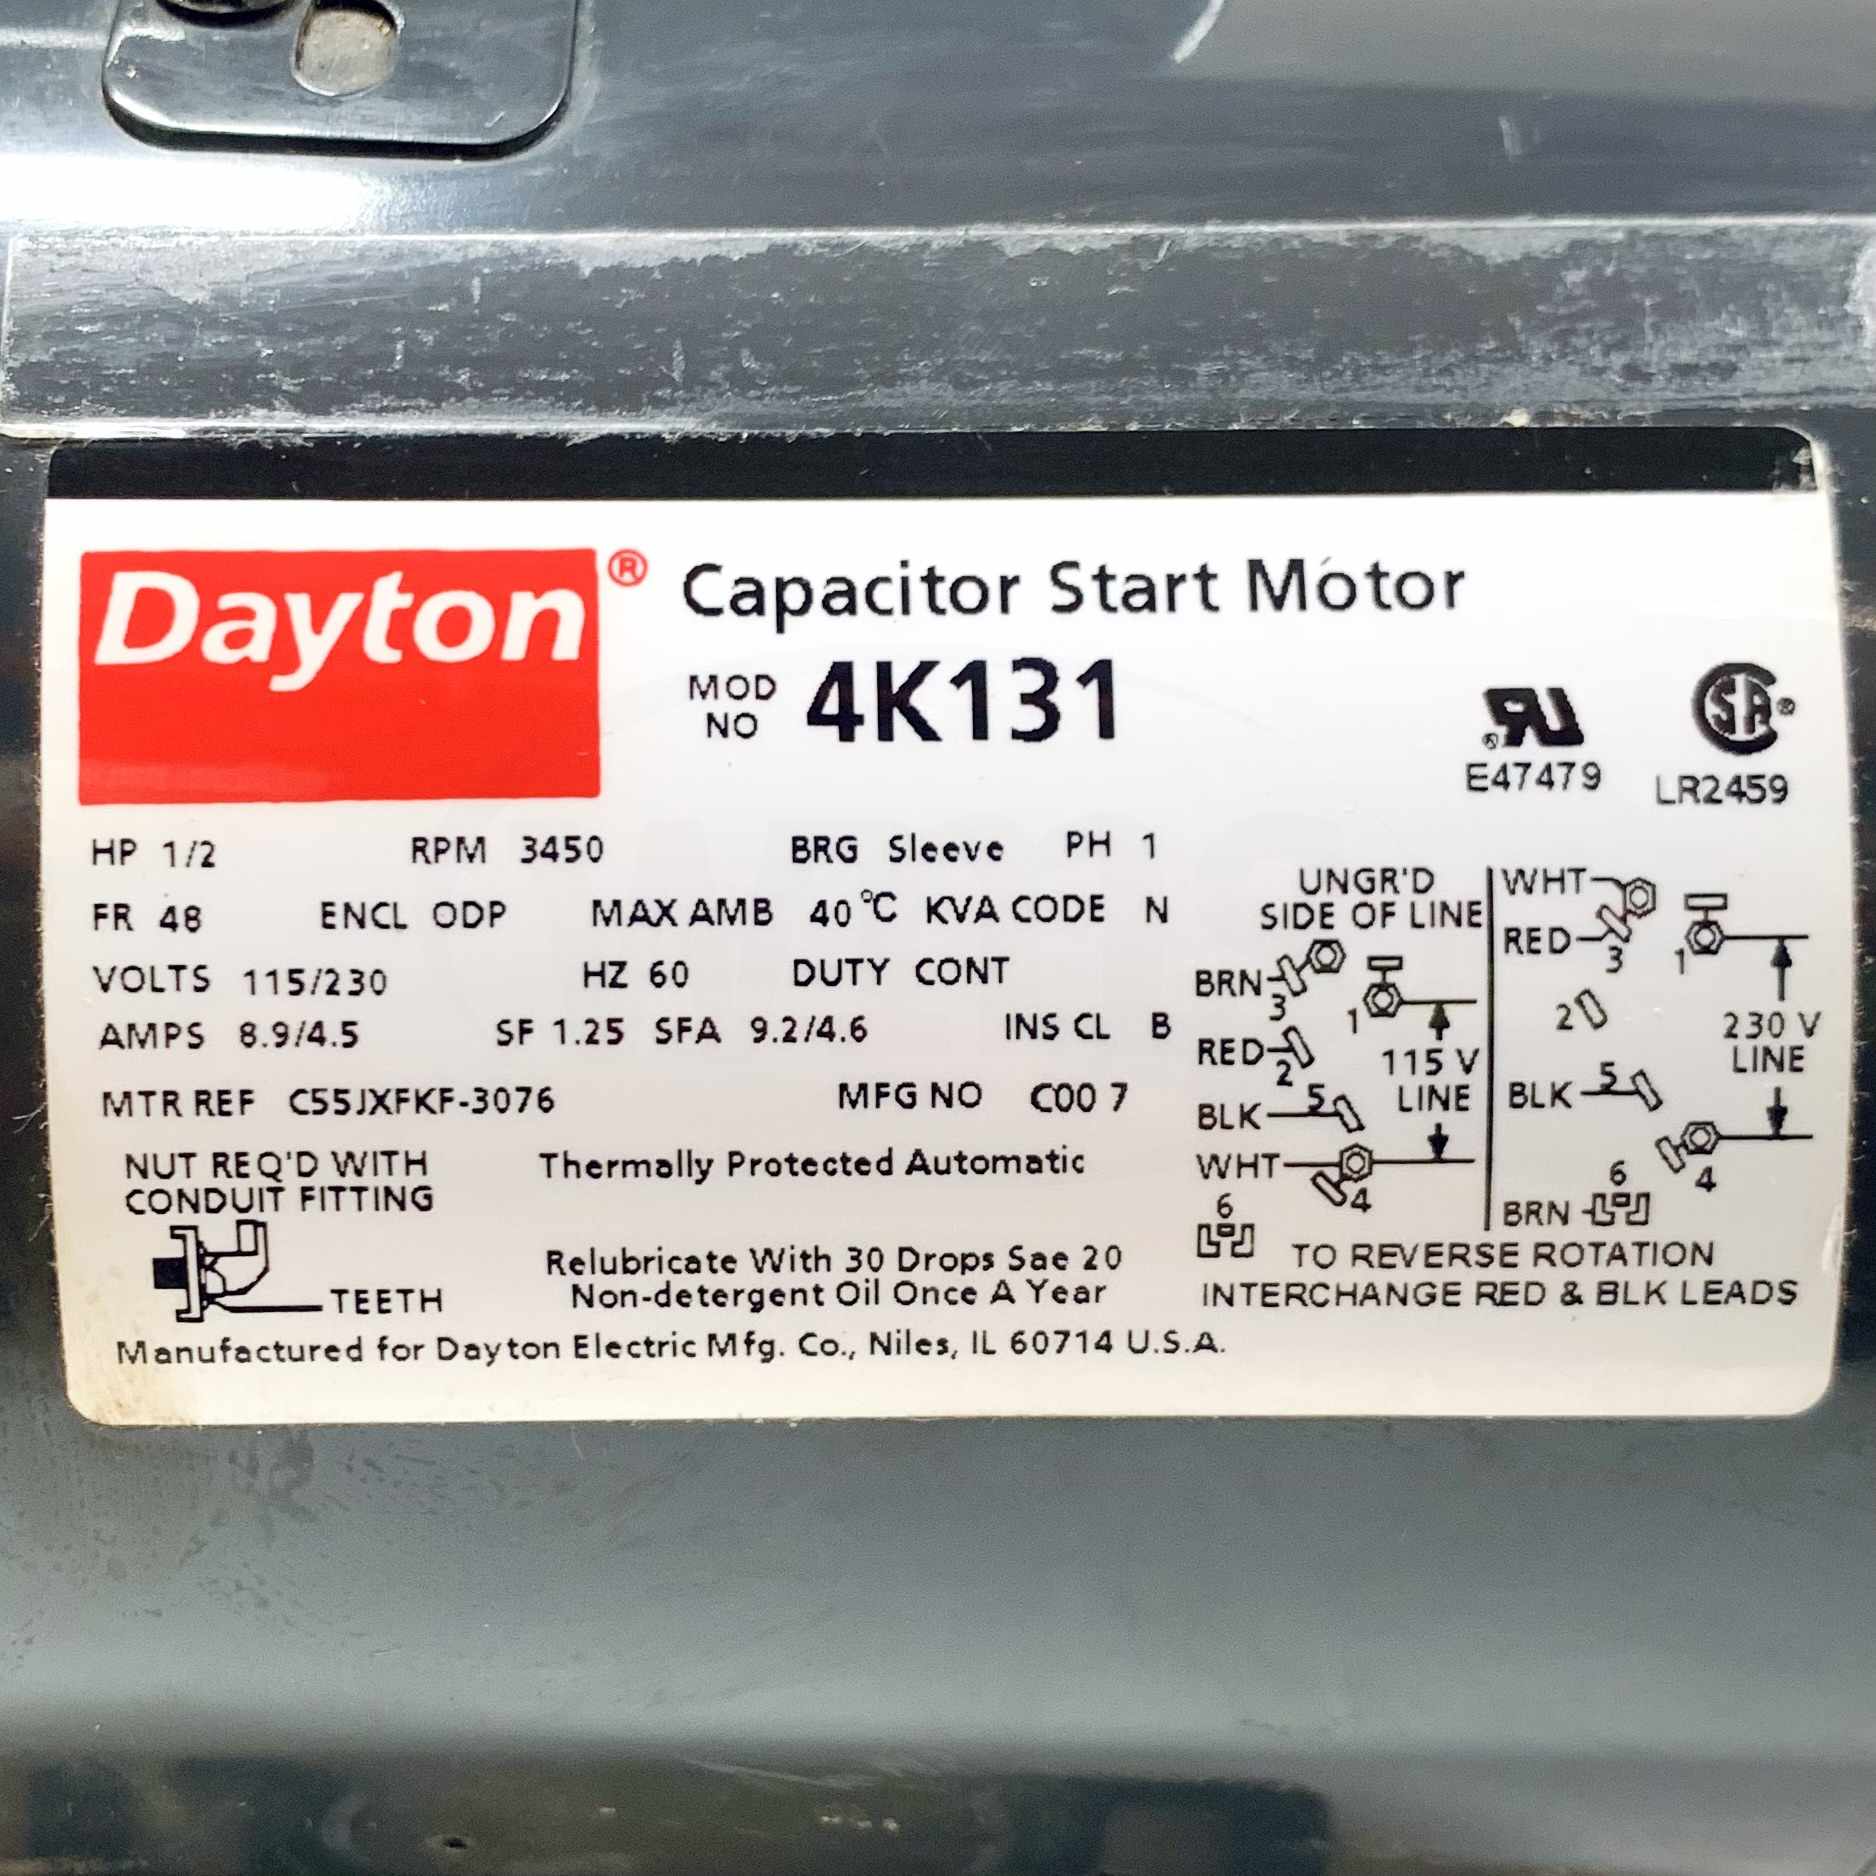 Dayton® Capacitor Start Motor
MOD NO 4K131
E47479
LR2459
HP 1/2 RPM 3450 BRG Sleeve PH 1
FR 48 ENCL ODP MAX AMB 40°C KVA CODE N
VOLTS 115/230 HZ 60 DUTY CONT
AMPS 8.9/4.5 SF 1.25 SFA 9.2/4.6 INS CL B
MTR REF C55JXFKF-3076 MFG NO C00 7
NUT REQ'D WITH
CONDUIT FITTING
TEETH
Thermally Protected Automatic
Relubricate With 30 Drops Sae 20
Non-detergent Oil Once A Year
Manufactured for Dayton Electric Mfg. Co., Niles, IL 60714 U.S.A.
UNGR'D
SIDE OF LINE
BRN 3 1
RED 2
115 V
LINE
BLK 5
WHT 4
6
WHT
RED 3 1
2
230 V
LINE
BLK 5
4
BRN 6
TO REVERSE ROTATION
INTERCHANGE RED & BLK LEADS